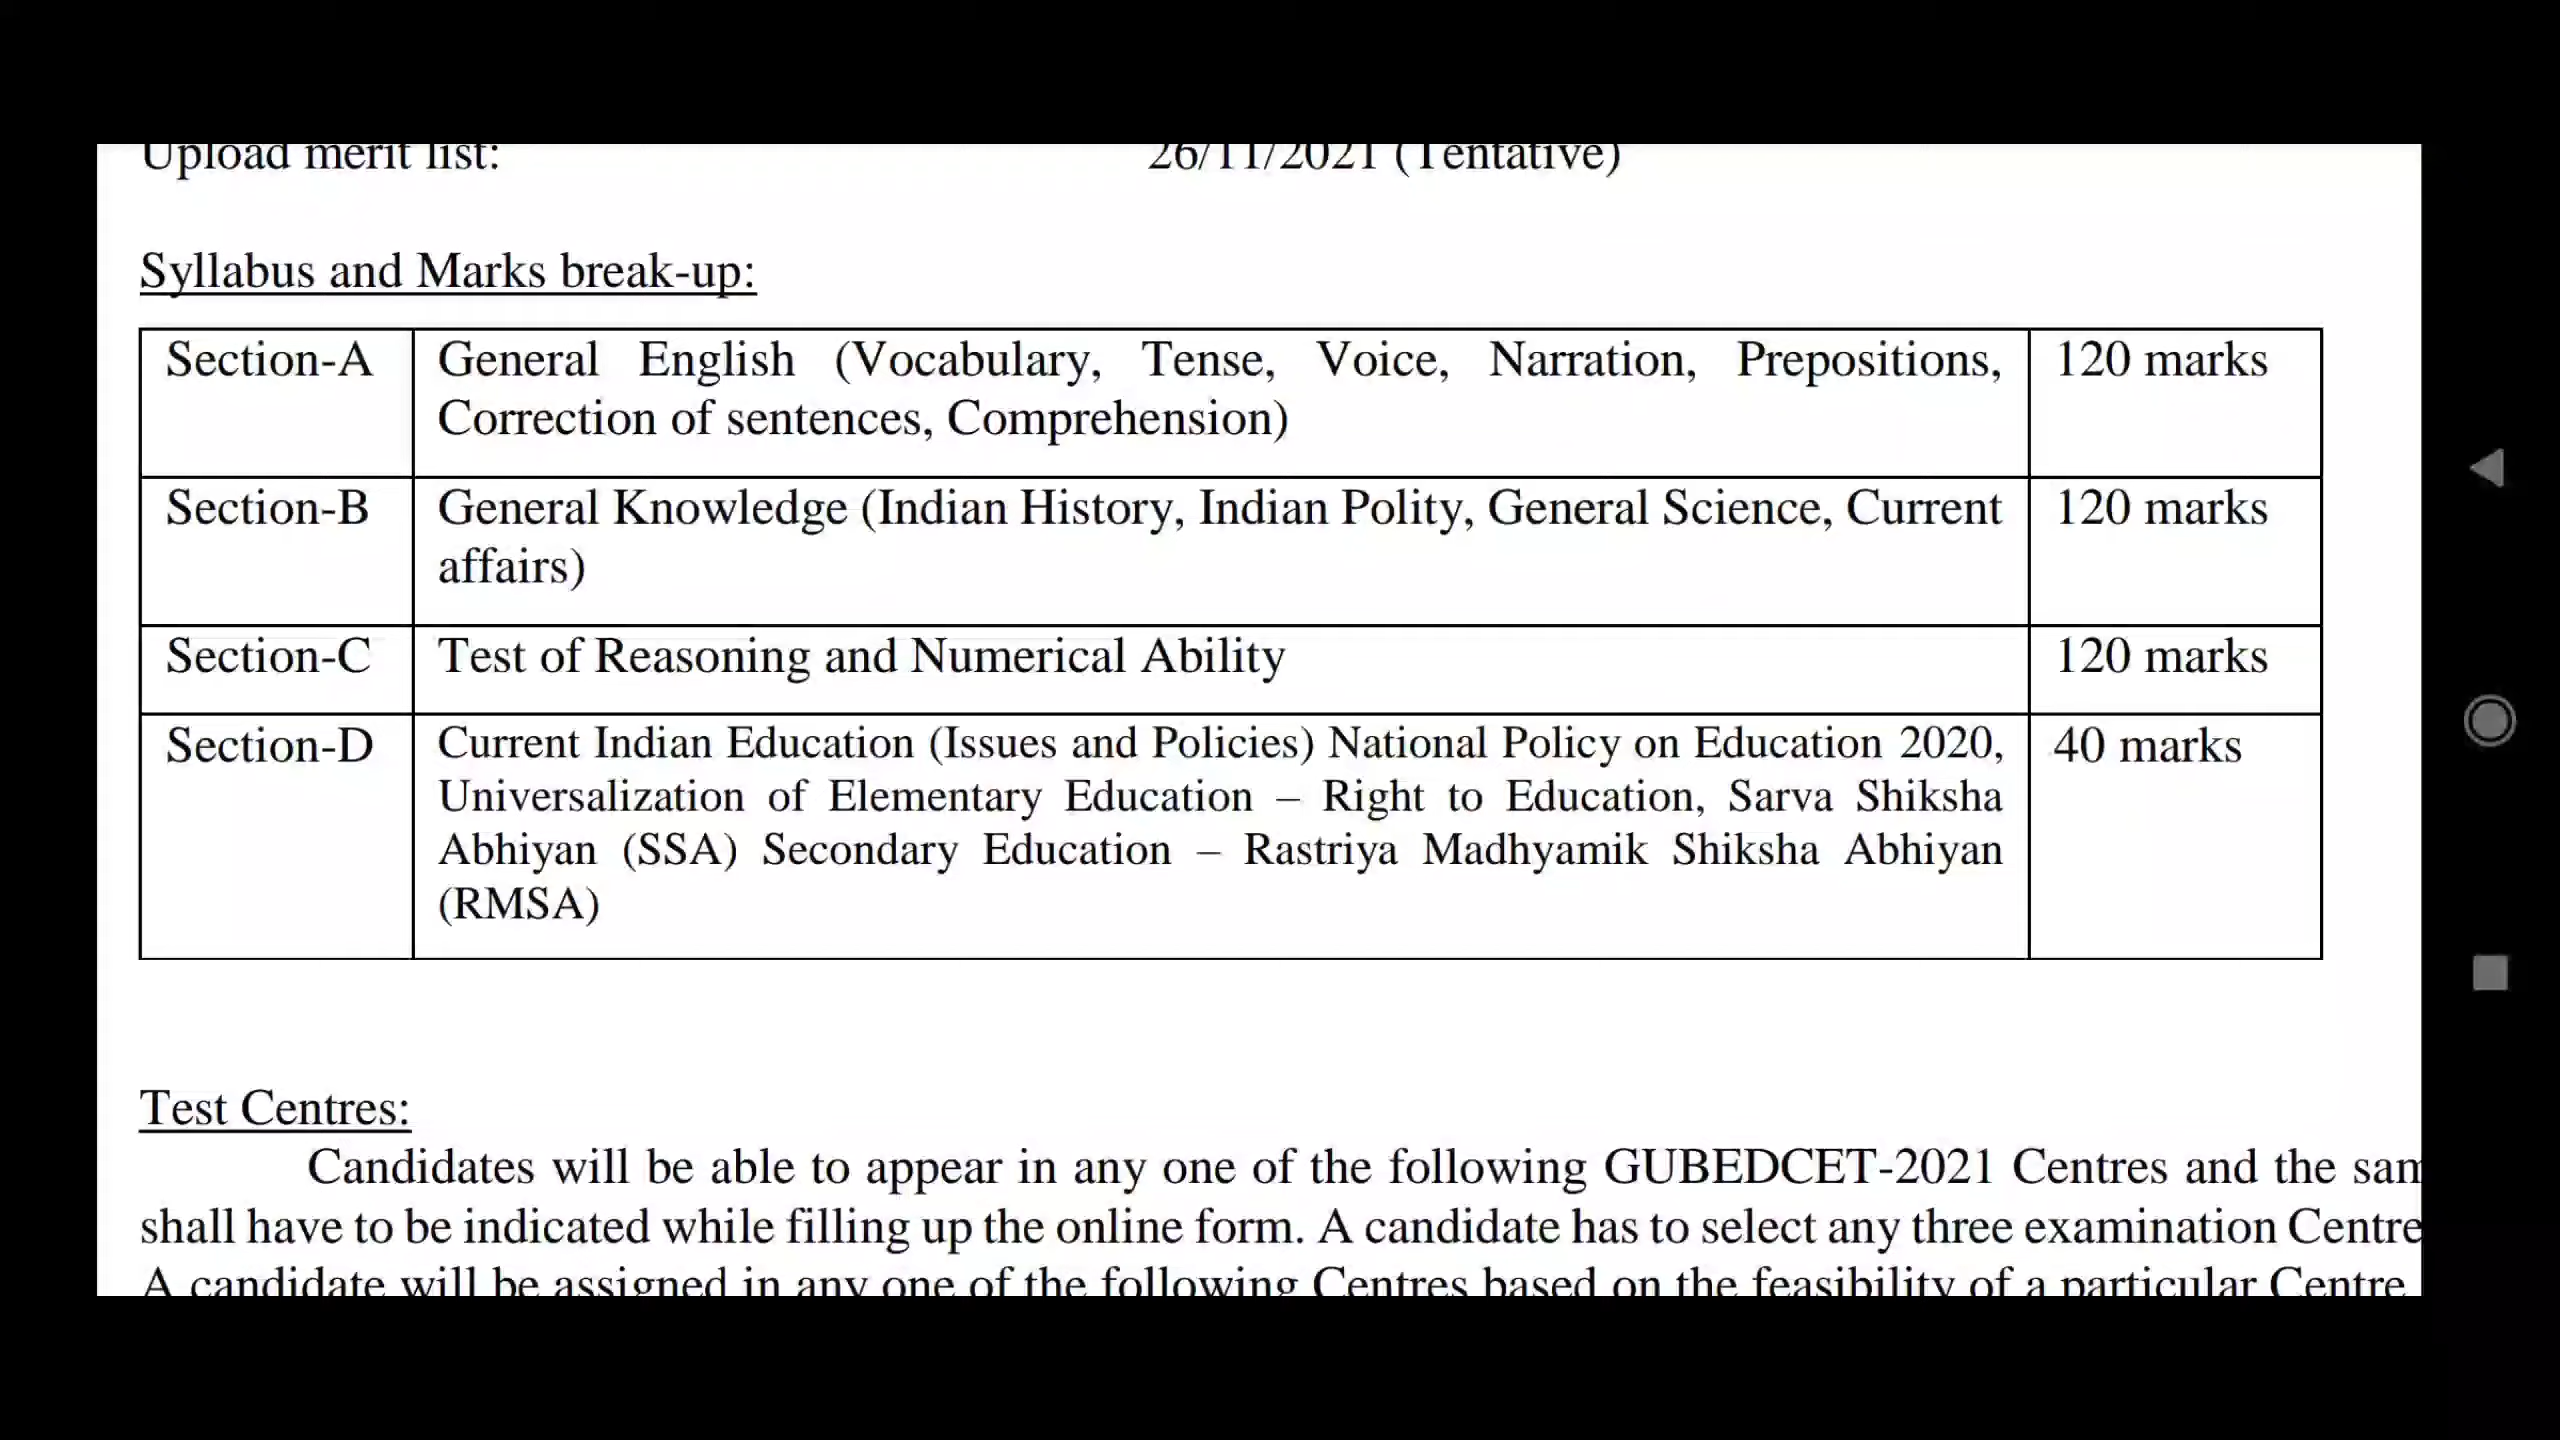 Upload merit list: 26/11/2021 (Tentative)
Syllabus and Marks break-up:
Section-A General English (Vocabulary, Tense, Voice, Narration, Prepositions, 120 marks
Correction of sentences, Comprehension)
Section-B General Knowledge (Indian History, Indian Polity, General Science, Current 120 marks
affairs)
Section-C Test of Reasoning and Numerical Ability 120 marks
Section-D Current Indian Education (Issues and Policies) National Policy on Education 2020, 40 marks
Universalization of Elementary Education – Right to Education, Sarva Shiksha
Abhiyan (SSA) Secondary Education – Rastriya Madhyamik Shiksha Abhiyan
(RMSA)
Test Centres:
Candidates will be able to appear in any one of the following GUBEDCET-2021 Centres and the sam
shall have to be indicated while filling up the online form. A candidate has to select any three examination Centre
A candidate will be assigned in any one of the following Centres based on the feasibility of a particular Centre